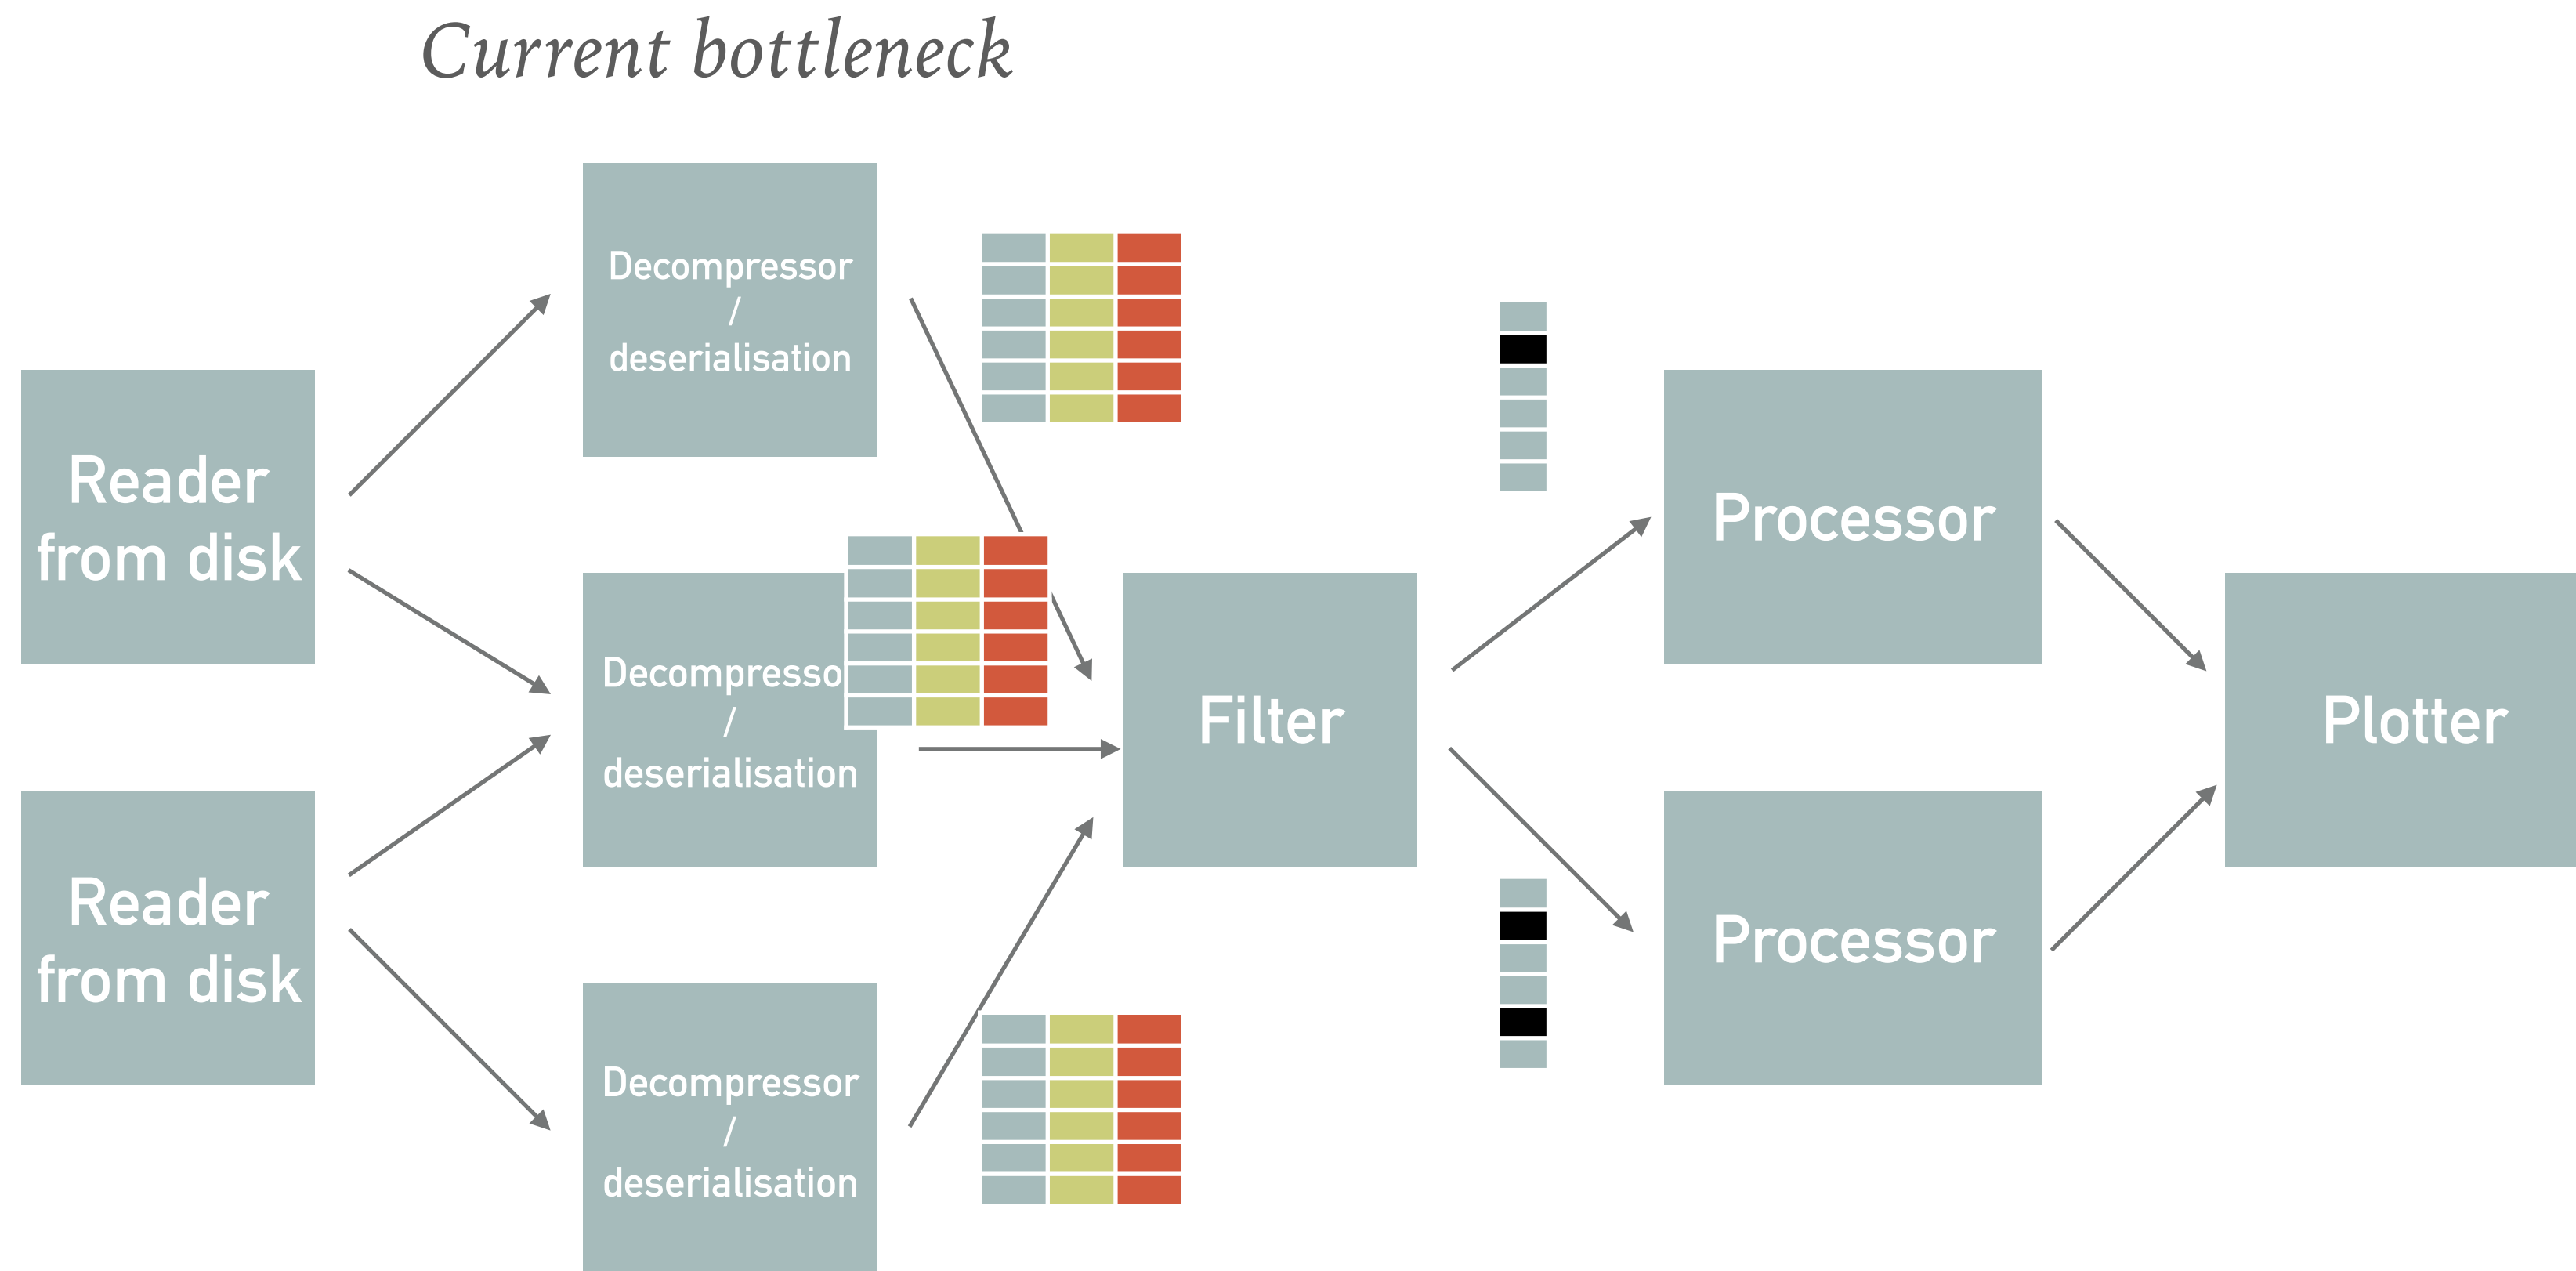 Current bottleneck
Reader
from disk
Reader
from disk
Decompressor
/
deserialisation
Decompresso
/
deserialisation
Decompressor
/
deserialisation
Filter
Processor
Processor
Plotter